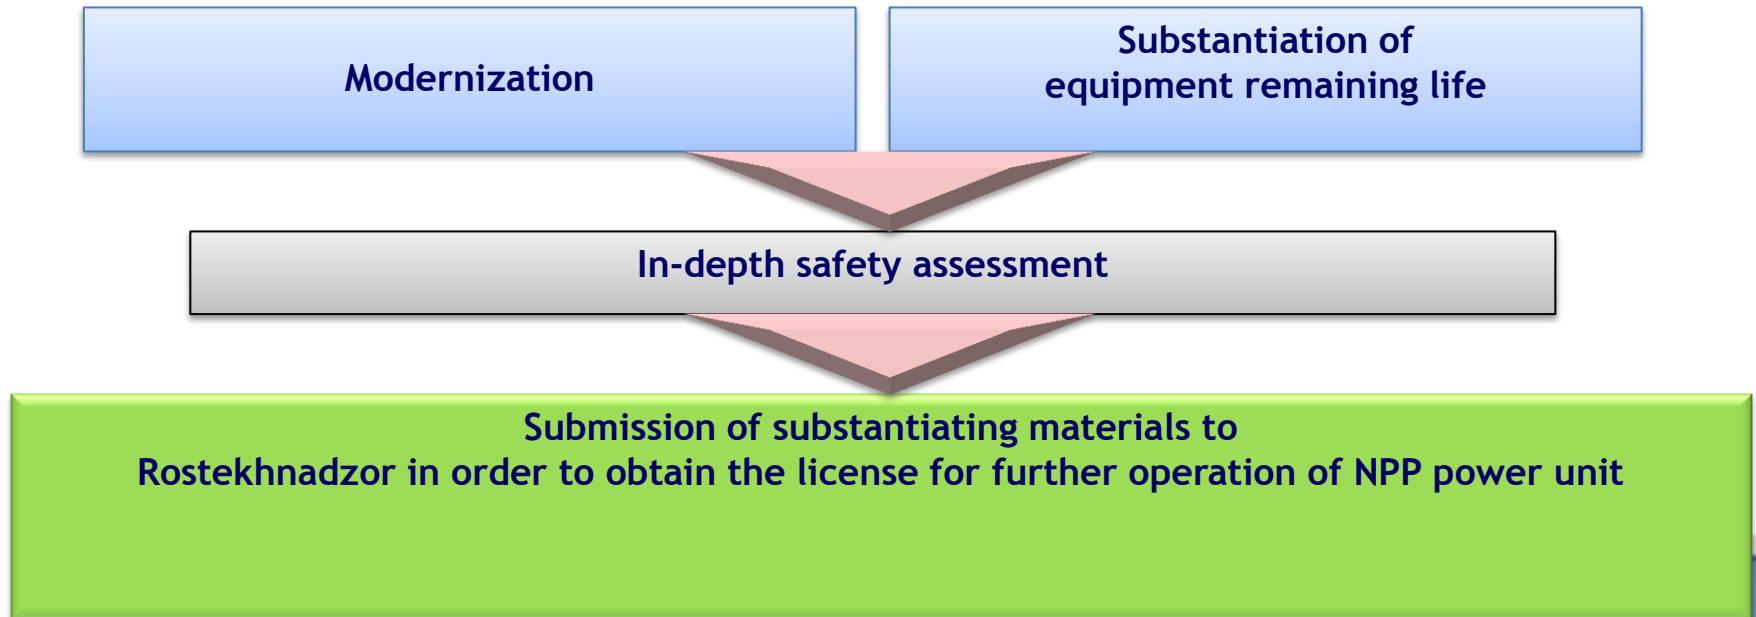 Modernization
Substantiation of
equipment remaining life
In-depth safety assessment
Submission of substantiating materials to
Rostekhnadzor in order to obtain the license for further operation of NPP power unit